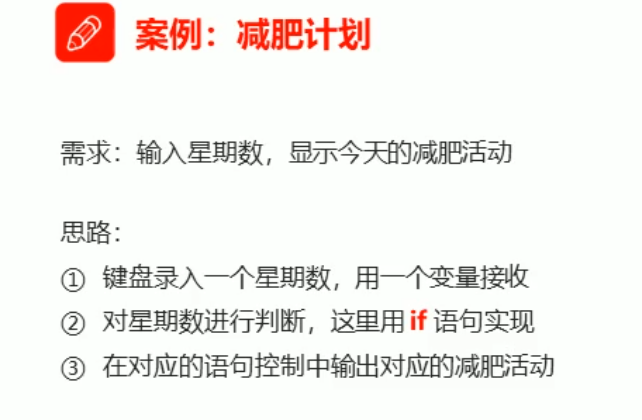 案例：减肥计划
需求：输入星期数，显示今天的减肥活动
思路：
① 键盘录入一个星期数，用一个变量接收
② 对星期数进行判断，这里用 if 语句实现
③ 在对应的语句控制中输出对应的减肥活动